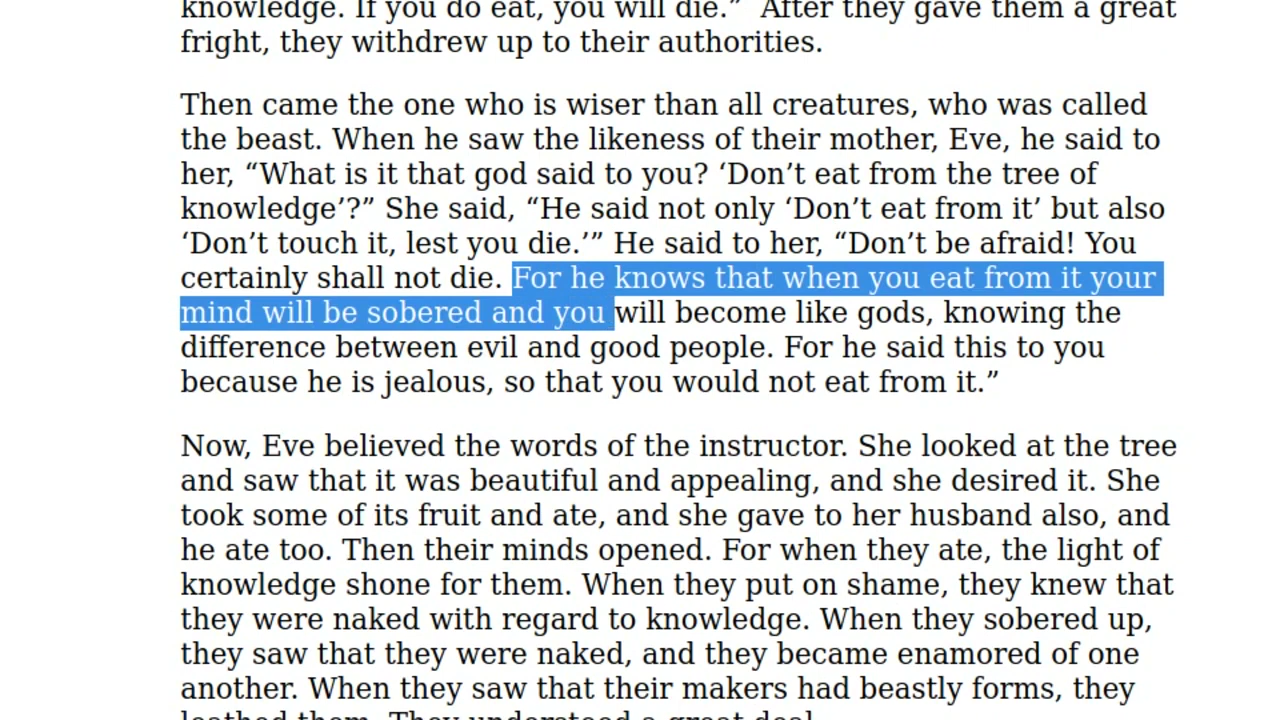 knowledge. If you do eat, you will die.”  After they gave them a great
fright, they withdrew up to their authorities.
Then came the one who is wiser than all creatures, who was called
the beast. When he saw the likeness of their mother, Eve, he said to
her, “What is it that god said to you? ‘Don’t eat from the tree of
knowledge’?” She said, “He said not only ‘Don’t eat from it’ but also
‘Don’t touch it, lest you die.’” He said to her, “Don’t be afraid! You
certainly shall not die. For he knows that when you eat from it your
mind will be sobered and you will become like gods, knowing the
difference between evil and good people. For he said this to you
because he is jealous, so that you would not eat from it.”
Now, Eve believed the words of the instructor. She looked at the tree
and saw that it was beautiful and appealing, and she desired it. She
took some of its fruit and ate, and she gave to her husband also, and
he ate too. Then their minds opened. For when they ate, the light of
knowledge shone for them. When they put on shame, they knew that
they were naked with regard to knowledge. When they sobered up,
they saw that they were naked, and they became enamored of one
another. When they saw that their makers had beastly forms, they
loathed them. They understood a great deal.